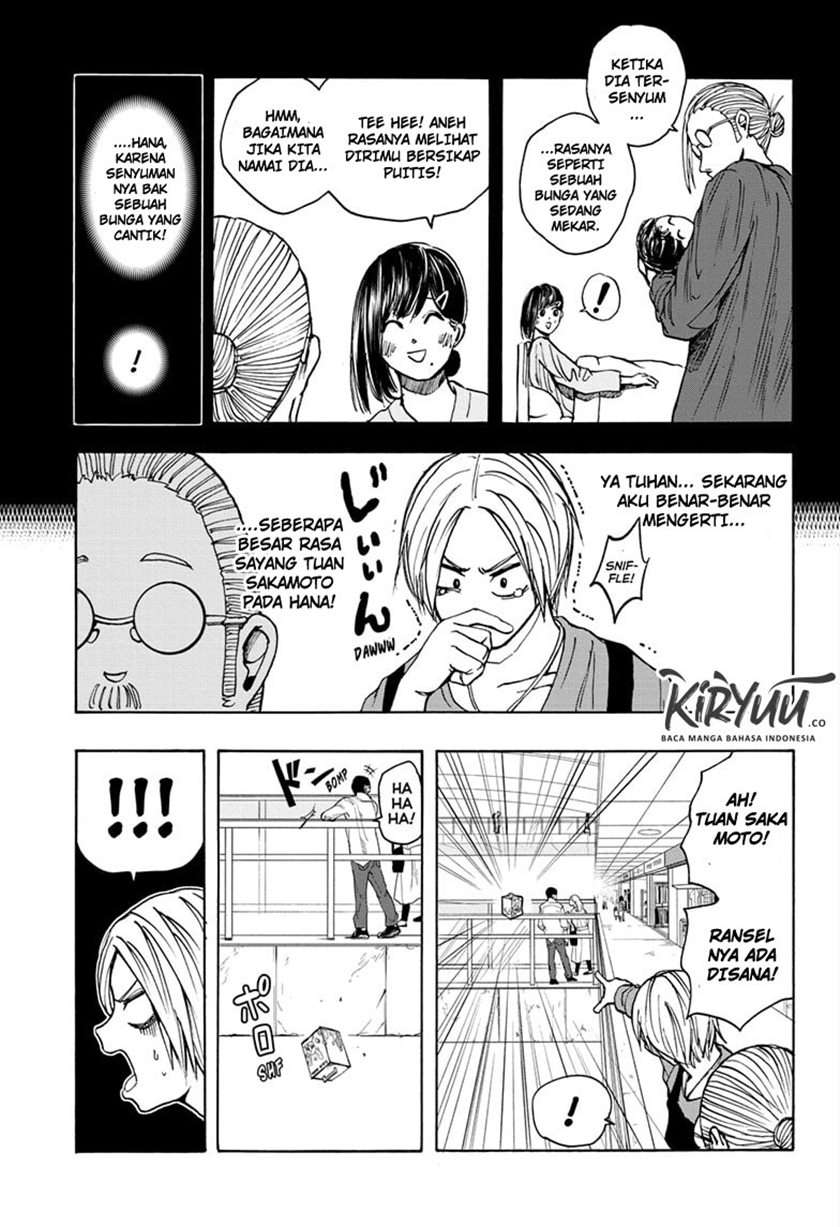 KETIKA
DIA TER-
SENYUM
...
...RASANYA
SEPERTI
SEBUAH
BUNGA YANG
SEDANG
MEKAR.
!
TEE HEE! ANEH
RASANYA MELIHAT
DIRIMU BERSIKAP
PUITIS!
HMM,
BAGAIMANA
JIKA KITA
NAMAI DIA...
....HANA,
KARENA
SENYUMAN
NYA BAK
SEBUAH
BUNGA YANG
CANTIK!
!
YA TUHAN... SEKARANG
AKU BENAR-BENAR
MENGERTI...
SNIF-
FLE!
じぃぃん
DAWWW
....SEBERAPA
BESAR RASA
SAYANG TUAN
SAKAMOTO
PADA HANA!
KIRYUU.CO
BACA MANGA BAHASA INDONESIA
AH!
TUAN SAKA
MOTO!
RANSEL
NYA ADA
DISANA!
!
HA
HA
HA!
ドン
BOMP
ポロ
SHF
!!!